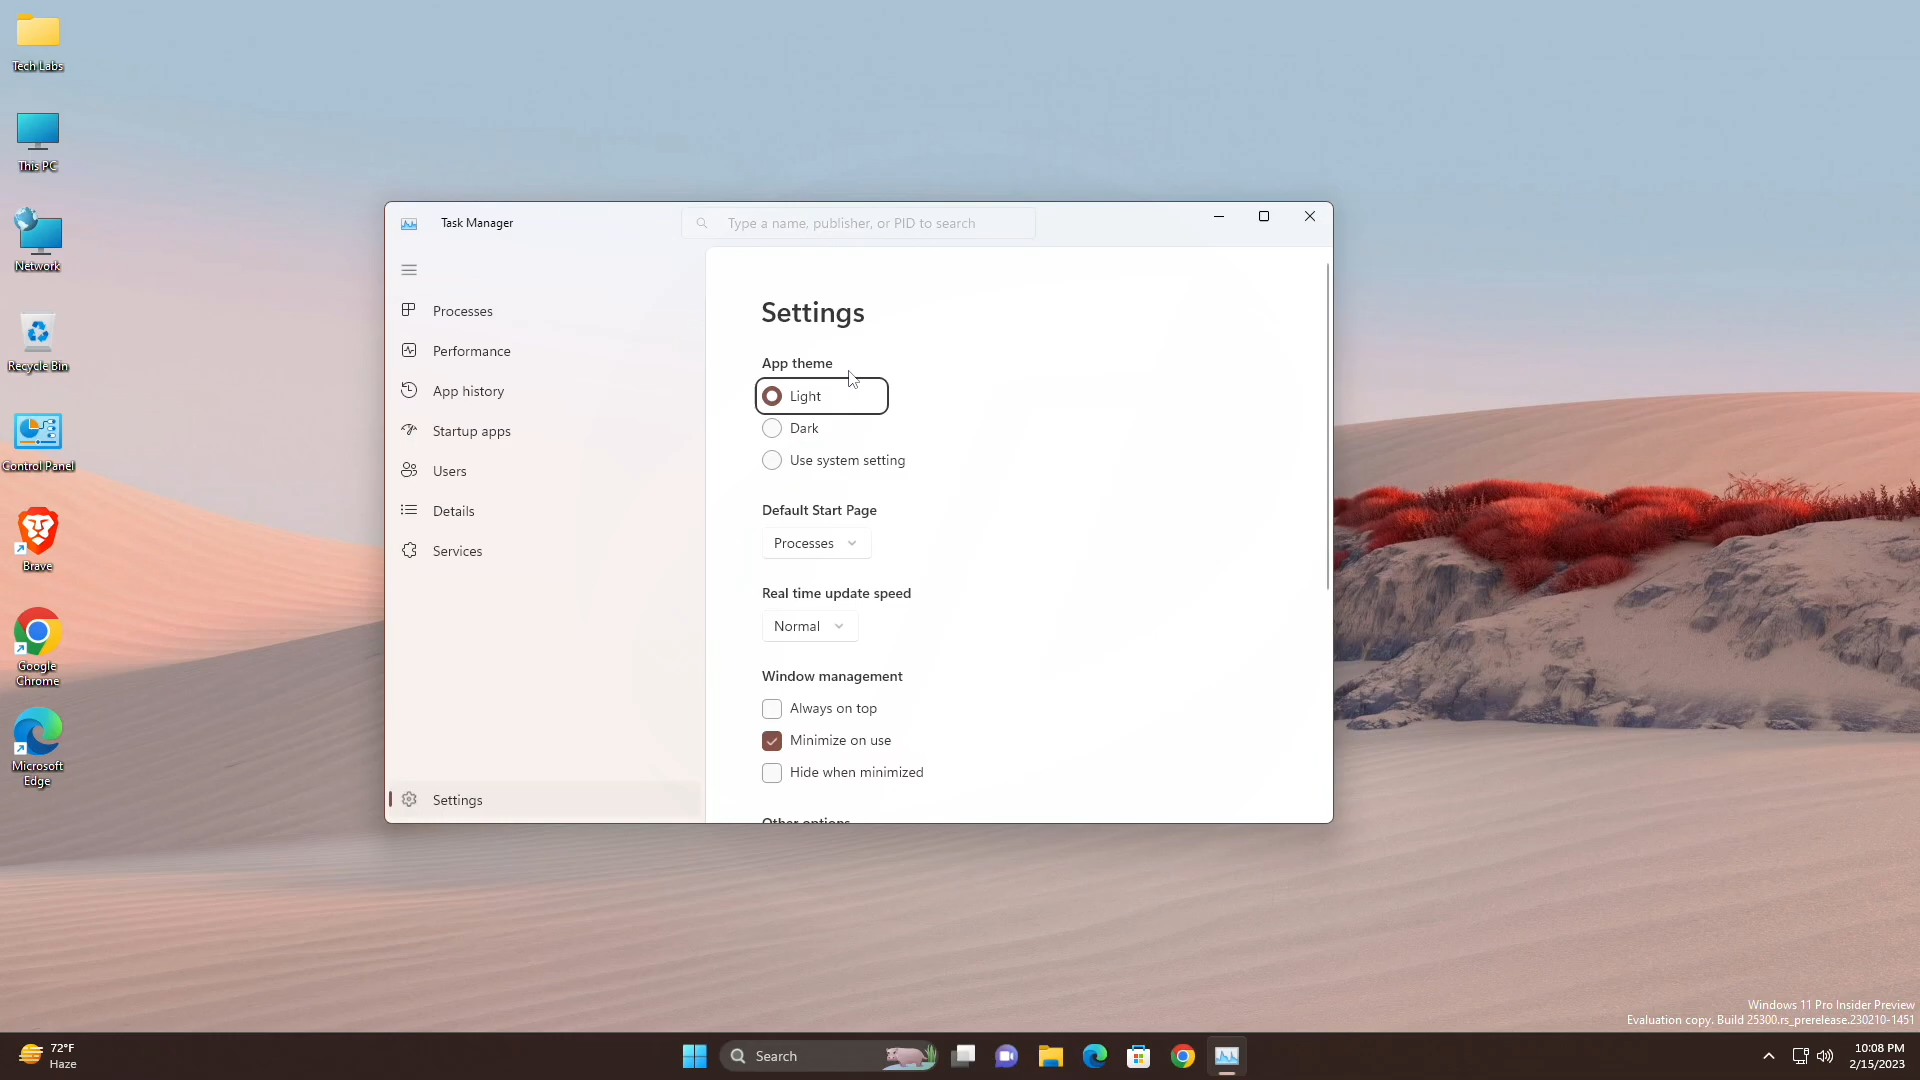 Tech Labs
This PC
Network
Recycle Bin
Control Panel
Brave
Google
Chrome
Microsoft
Edge
Task Manager
Type a name, publisher, or PID to search
Processes
Performance
App history
Startup apps
Users
Details
Services
Settings
Settings
App theme
Light
Dark
Use system setting
Default Start Page
Processes
Real time update speed
Normal
Window management
Always on top
Minimize on use
Hide when minimized
Other options
Windows 11 Pro Insider Preview
Evaluation copy. Build 25300.rs_prerelease.230210-1451
72°F
Haze
Search
10:08 PM
2/15/2023